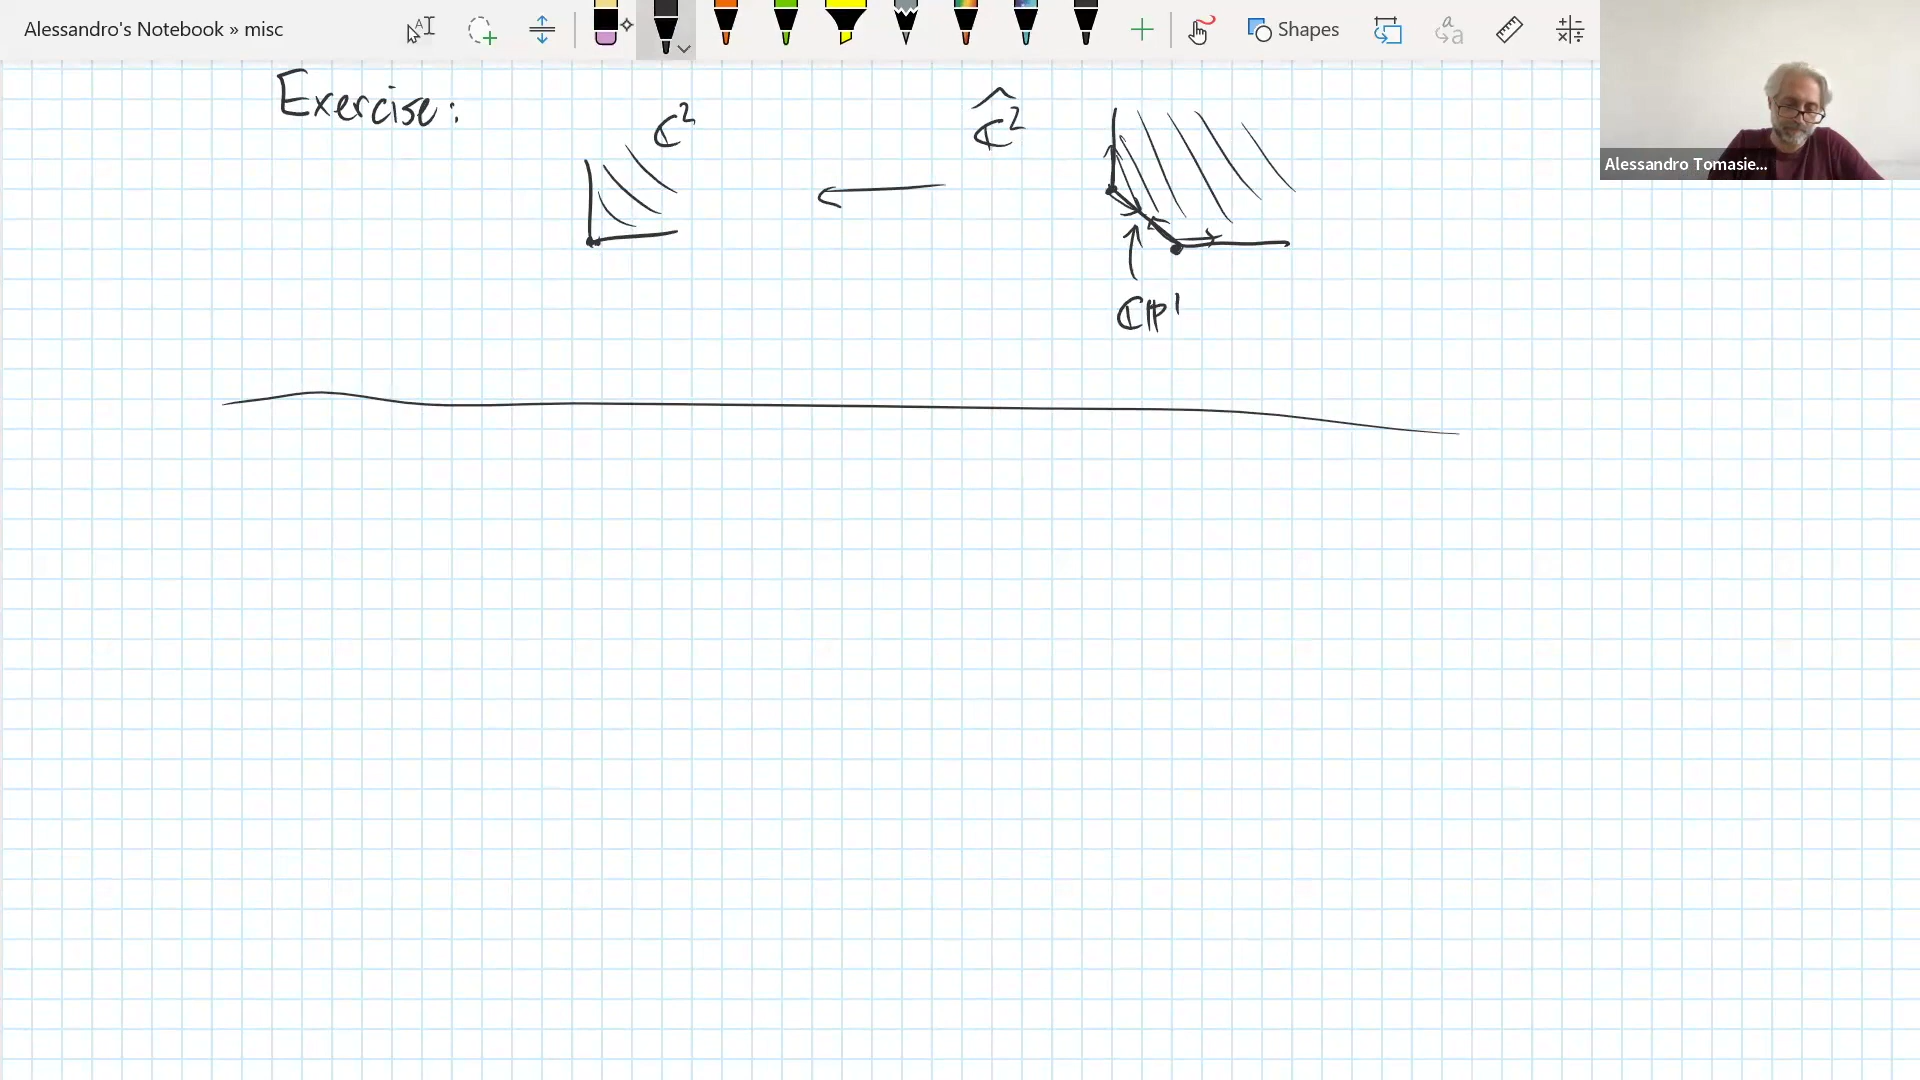 Alessandro's Notebook » misc
Shapes
Alessandro Tomasie...
Exercise:
ℂ²
ℂ̂²
ℂℙ¹